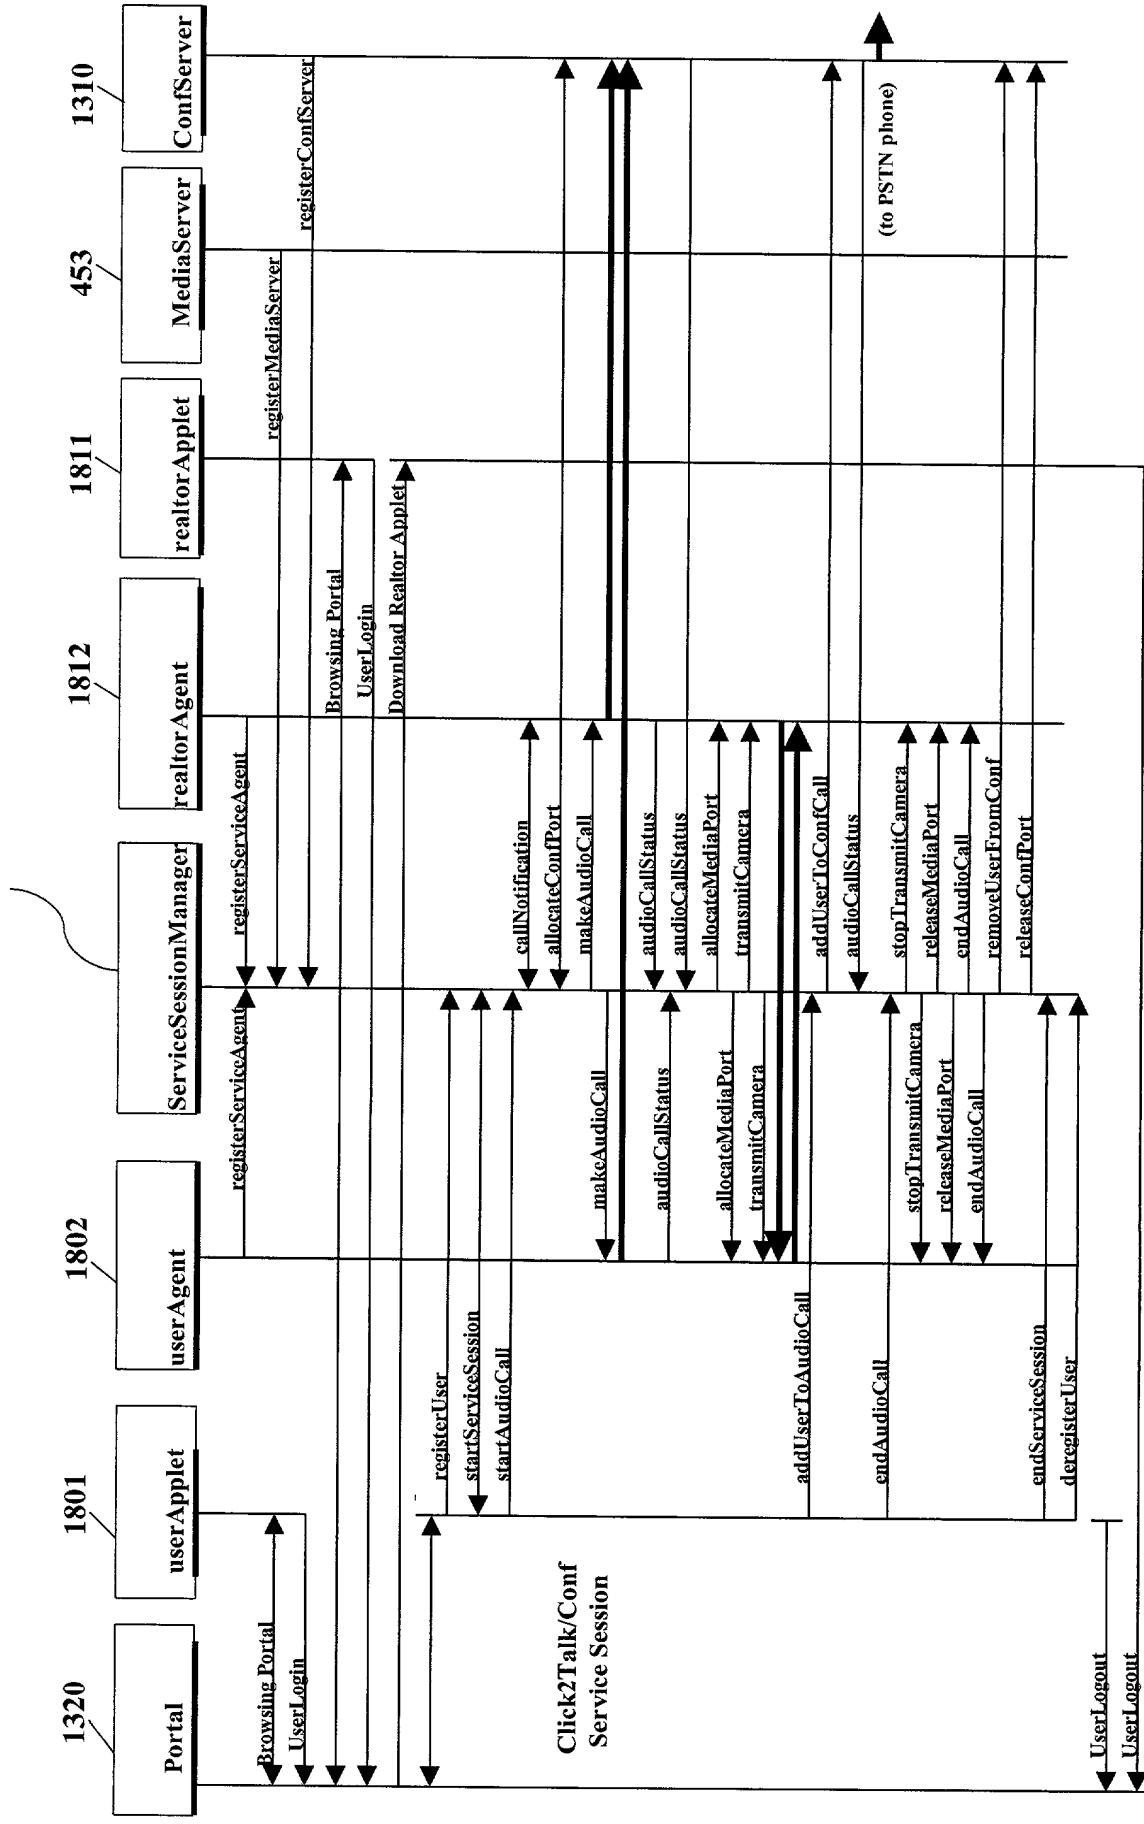 1320
1801
1802
1812
1811
453
1310
Portal
userApplet
userAgent
ServiceSessionManager
realtorAgent
realtorApplet
MediaServer
ConfServer
registerServiceAgent
registerServiceAgent
Browsing Portal
registerMediaServer
UserLogin
registerConfServer
Browsing Portal
UserLogin
Download Realtor Applet
registerUser
startServiceSession
startAudioCall
callNotification
allocateConfPort
makeAudioCall
makeAudioCall
Click2Talk/Conf
Service Session
audioCallStatus
audioCallStatus
audioCallStatus
allocateMediaPort
allocateMediaPort
transmitCamera
transmitCamera
addUserToAudioCall
addUserToConfCall
audioCallStatus
(to PSTN phone)
endAudioCall
stopTransmitCamera
stopTransmitCamera
releaseMediaPort
releaseMediaPort
endAudioCall
endAudioCall
removeUserFromConf
releaseConfPort
endServiceSession
deregisterUser
UserLogout
UserLogout